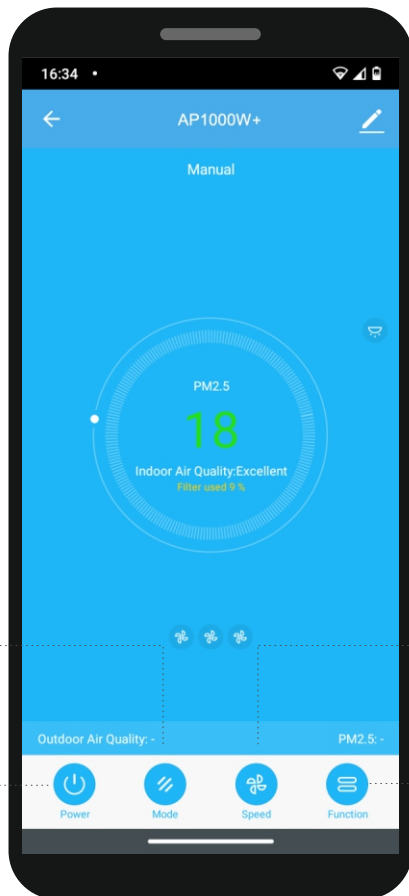 16:34
AP1000W+
Manual
PM2.5
18
Indoor Air Quality:Excellent
Filter used 9 %
Outdoor Air Quality: - PM2.5: -
Power Mode Speed Function